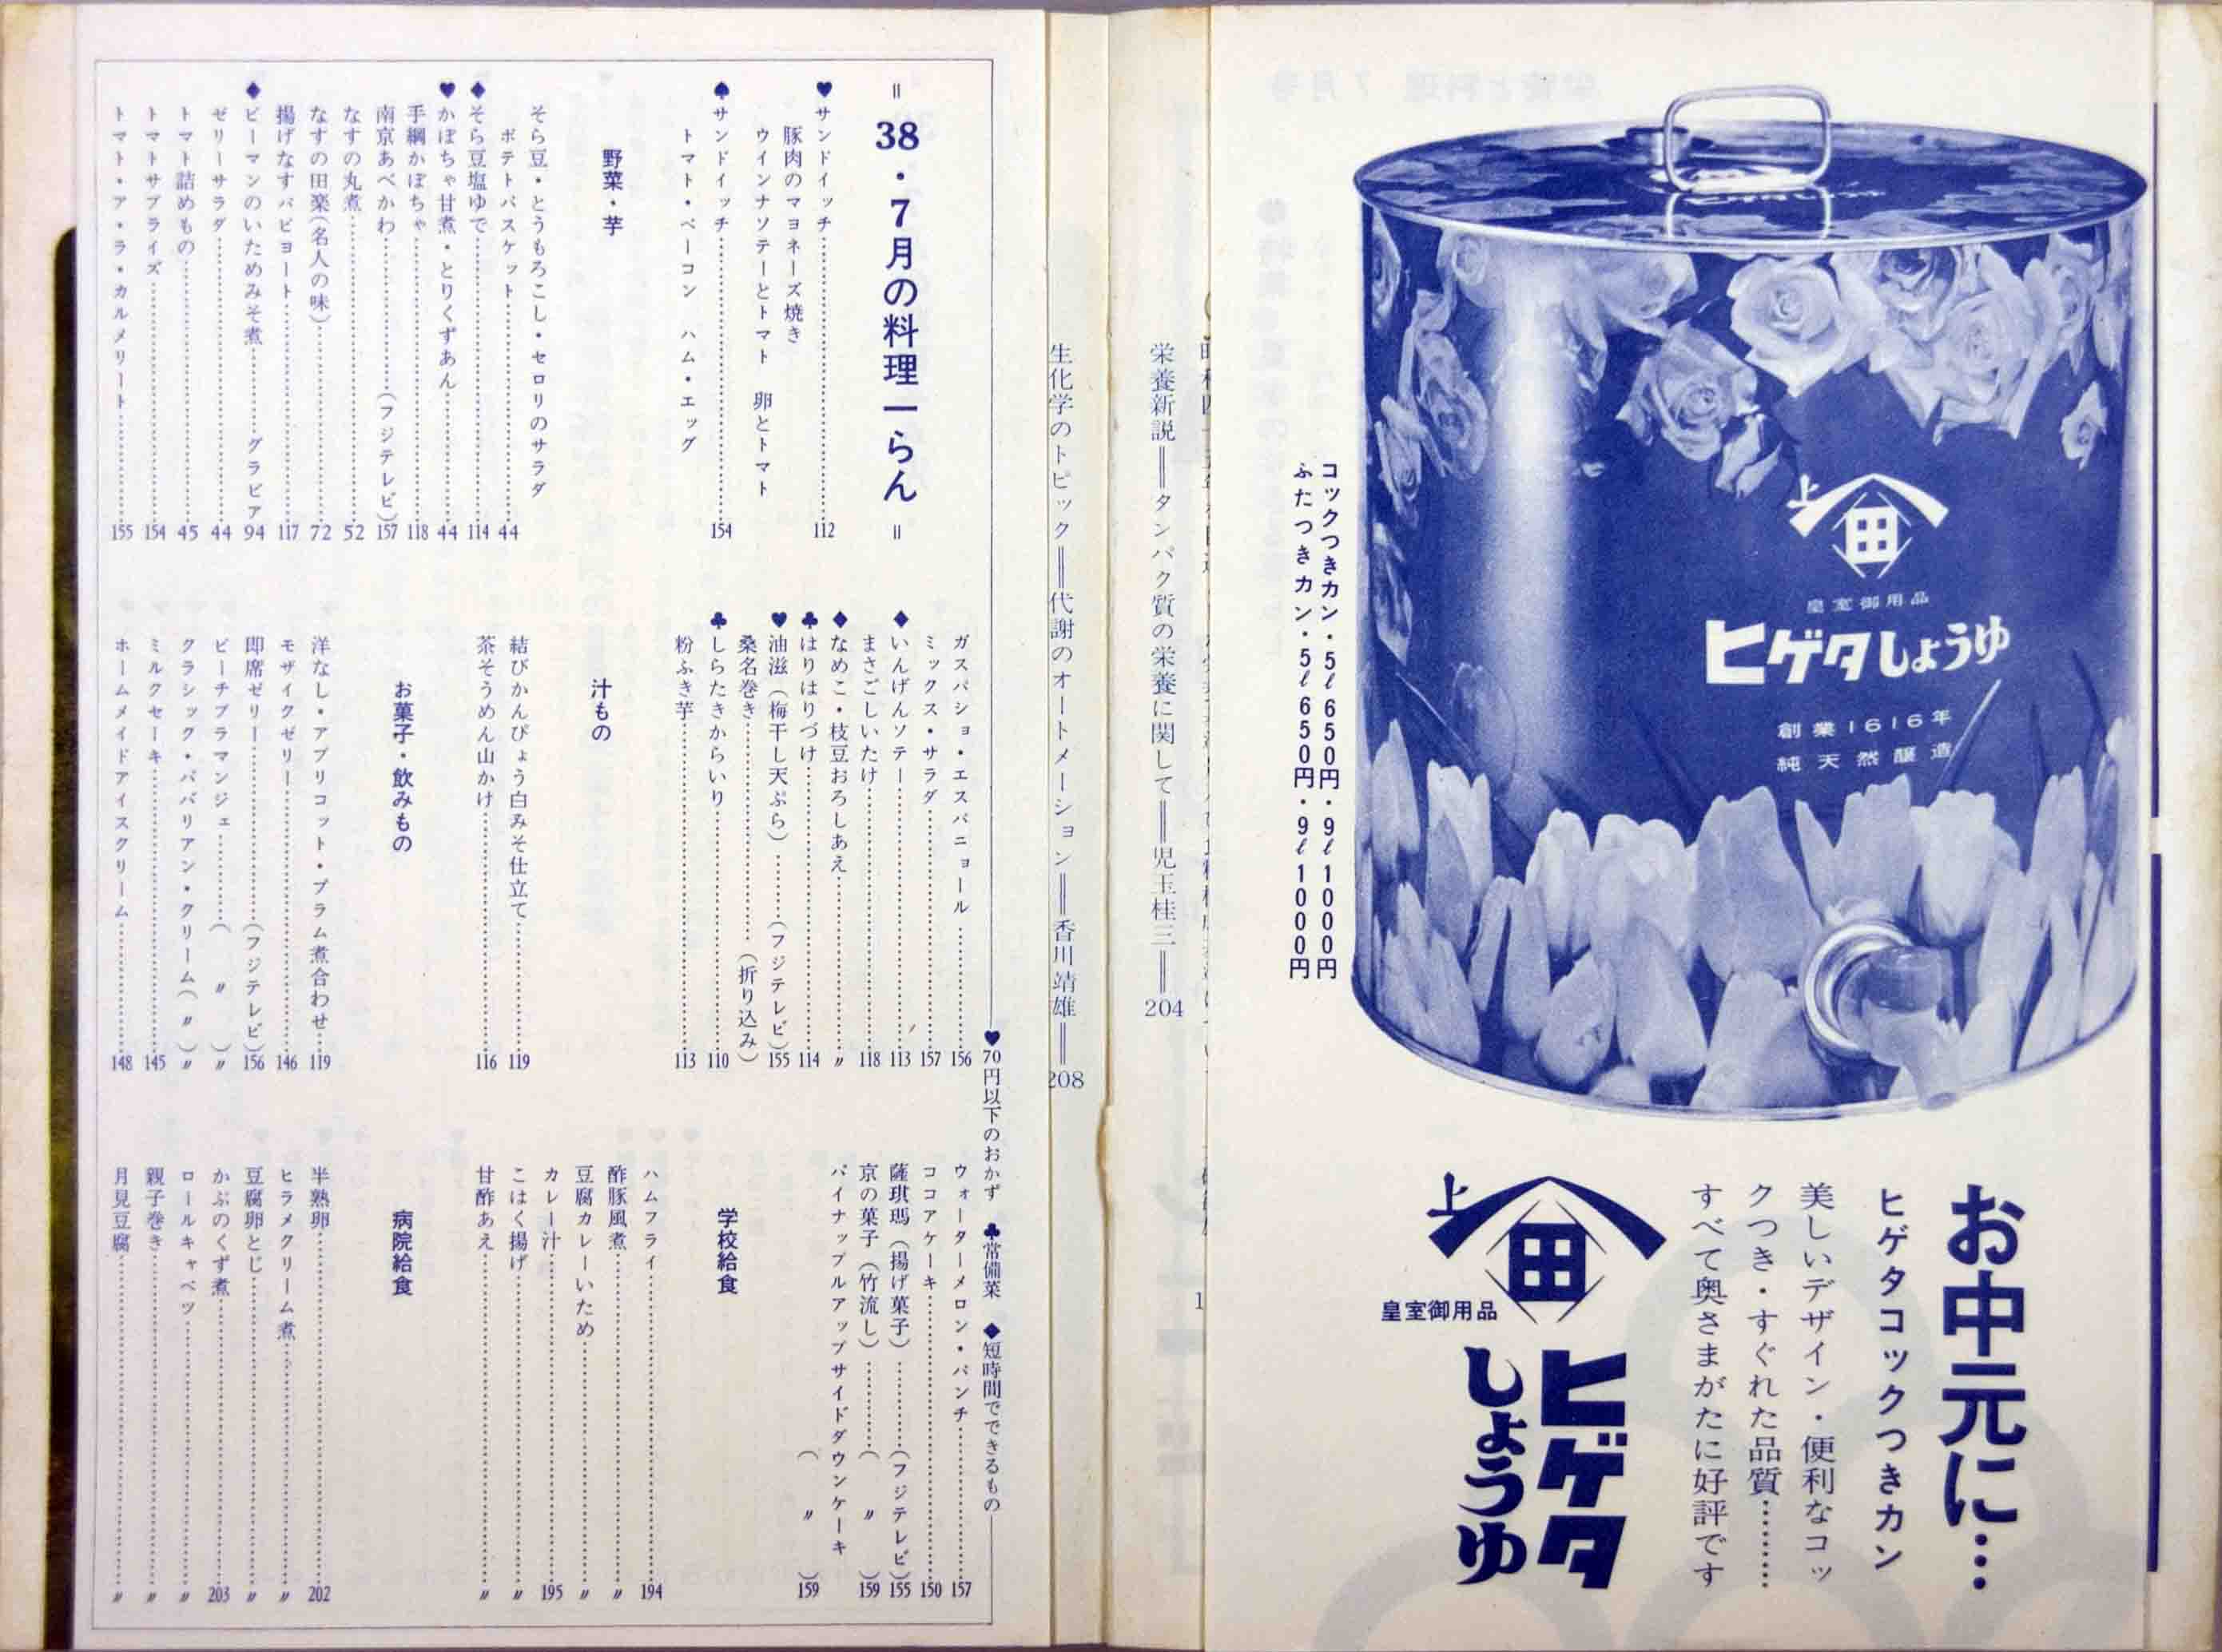 お中元に…
ヒゲタコックつきカン
美しいデザイン・便利なコッ
クつき・すぐれた品質………
すべて奥さまがたに好評です
上
田
皇室御用品
ヒゲタ
しょうゆ
上
田
皇室御用品
ヒゲタしょうゆ
創業1616年
純天然醸造
コックつきカン・5ℓ650円・9ℓ1000円
ふたつきカン・5ℓ650円・9ℓ1000円
栄養新説＝タンパク質の栄養に関して＝児玉桂三＝204
生化学のトピック＝代謝のオートメーション＝香川靖雄＝208
♥70円以下のおかず ♣常備菜 ◆短時間でできるもの
＝38・7月の料理一らん＝
♥サンドイッチ……112
豚肉のマヨネーズ焼き
ウインナソテーとトマト 卵とトマト
♠サンドイッチ……154
トマト・ベーコン ハム・エッグ
野菜・芋
そら豆・とうもろこし・セロリのサラダ
ポテトバスケット……44
◆そら豆塩ゆで……114
♥かぼちゃ甘煮・とりくずあん……44
手綱かぼちゃ……118
南京あべかわ……(フジテレビ)157
なすの丸煮……52
なすの田楽(名人の味)……72
揚げなすパピヨート……117
◆ピーマンのいためみそ煮……グラビア94
ゼリーサラダ……44
トマト詰めもの……45
トマトサプライズ……154
トマト・ア・ラ・カルメリート……155
ガスパショ・エスパニョール……156
ミックス・サラダ……157
◆いんげんソテー……113
まさごしいたけ……118
◆なめこ・枝豆おろしあえ……〃
♣はりはりづけ……114
♥油滋(梅干し天ぷら)……(フジテレビ)155
桑名巻き……(折り込み)
♣しらたきからいり……110
粉ふき芋……113
汁もの
結びかんぴょう白みそ仕立て……119
茶そうめん山かけ……116
お菓子・飲みもの
洋なし・アプリコット・プラム煮合わせ…119
モザイクゼリー……146
即席ゼリー……(フジテレビ)156
ピーチブラマンジェ……(〃)〃
クラシック・ババリアン・クリーム(〃)〃
ミルクセーキ……145
ホームメイドアイスクリーム……148
ウォーターメロン・パンチ……157
ココアケーキ……150
薩琪瑪(揚げ菓子)……(フジテレビ)155
京の菓子(竹流し)……(〃)159
パイナップルアップサイドダウンケーキ
(〃)159
学校給食
ハムフライ……194
酢豚風煮……〃
豆腐カレーいため……〃
カレー汁……195
こはく揚げ……〃
甘酢あえ……〃
病院給食
半熟卵……202
ヒラメクリーム煮……〃
豆腐卵とじ……〃
かぶのくず煮……203
ロールキャベツ……〃
親子巻き……〃
月見豆腐……〃